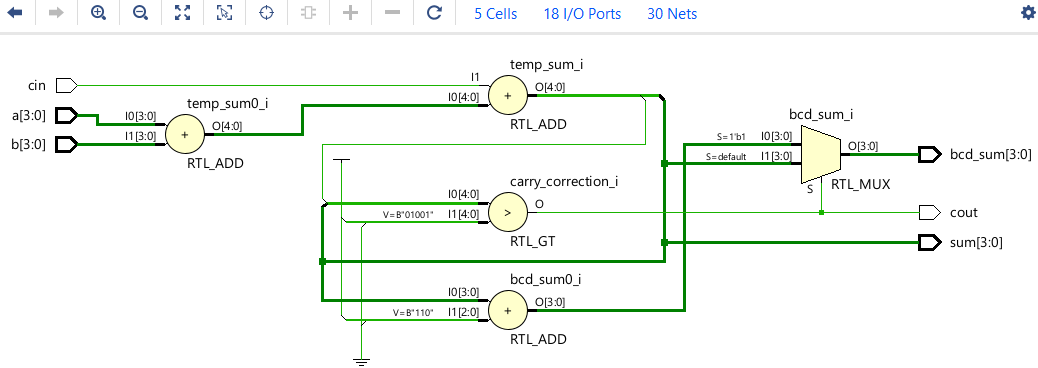 5 Cells 18 I/O Ports 30 Nets
temp_sum_i
cin
I1
O[4:0]
temp_sum0_i
I0[4:0]
a[3:0]
I0[3:0]
O[4:0]
RTL_ADD
b[3:0]
I1[3:0]
RTL_ADD
bcd_sum_i
S=1'b1
I0[3:0]
O[3:0]
bcd_sum[3:0]
S=default
I1[3:0]
S
RTL_MUX
carry_correction_i
I0[4:0]
O
cout
V=B"01001"
I1[4:0]
RTL_GT
sum[3:0]
bcd_sum0_i
I0[3:0]
O[3:0]
V=B"110"
I1[2:0]
RTL_ADD